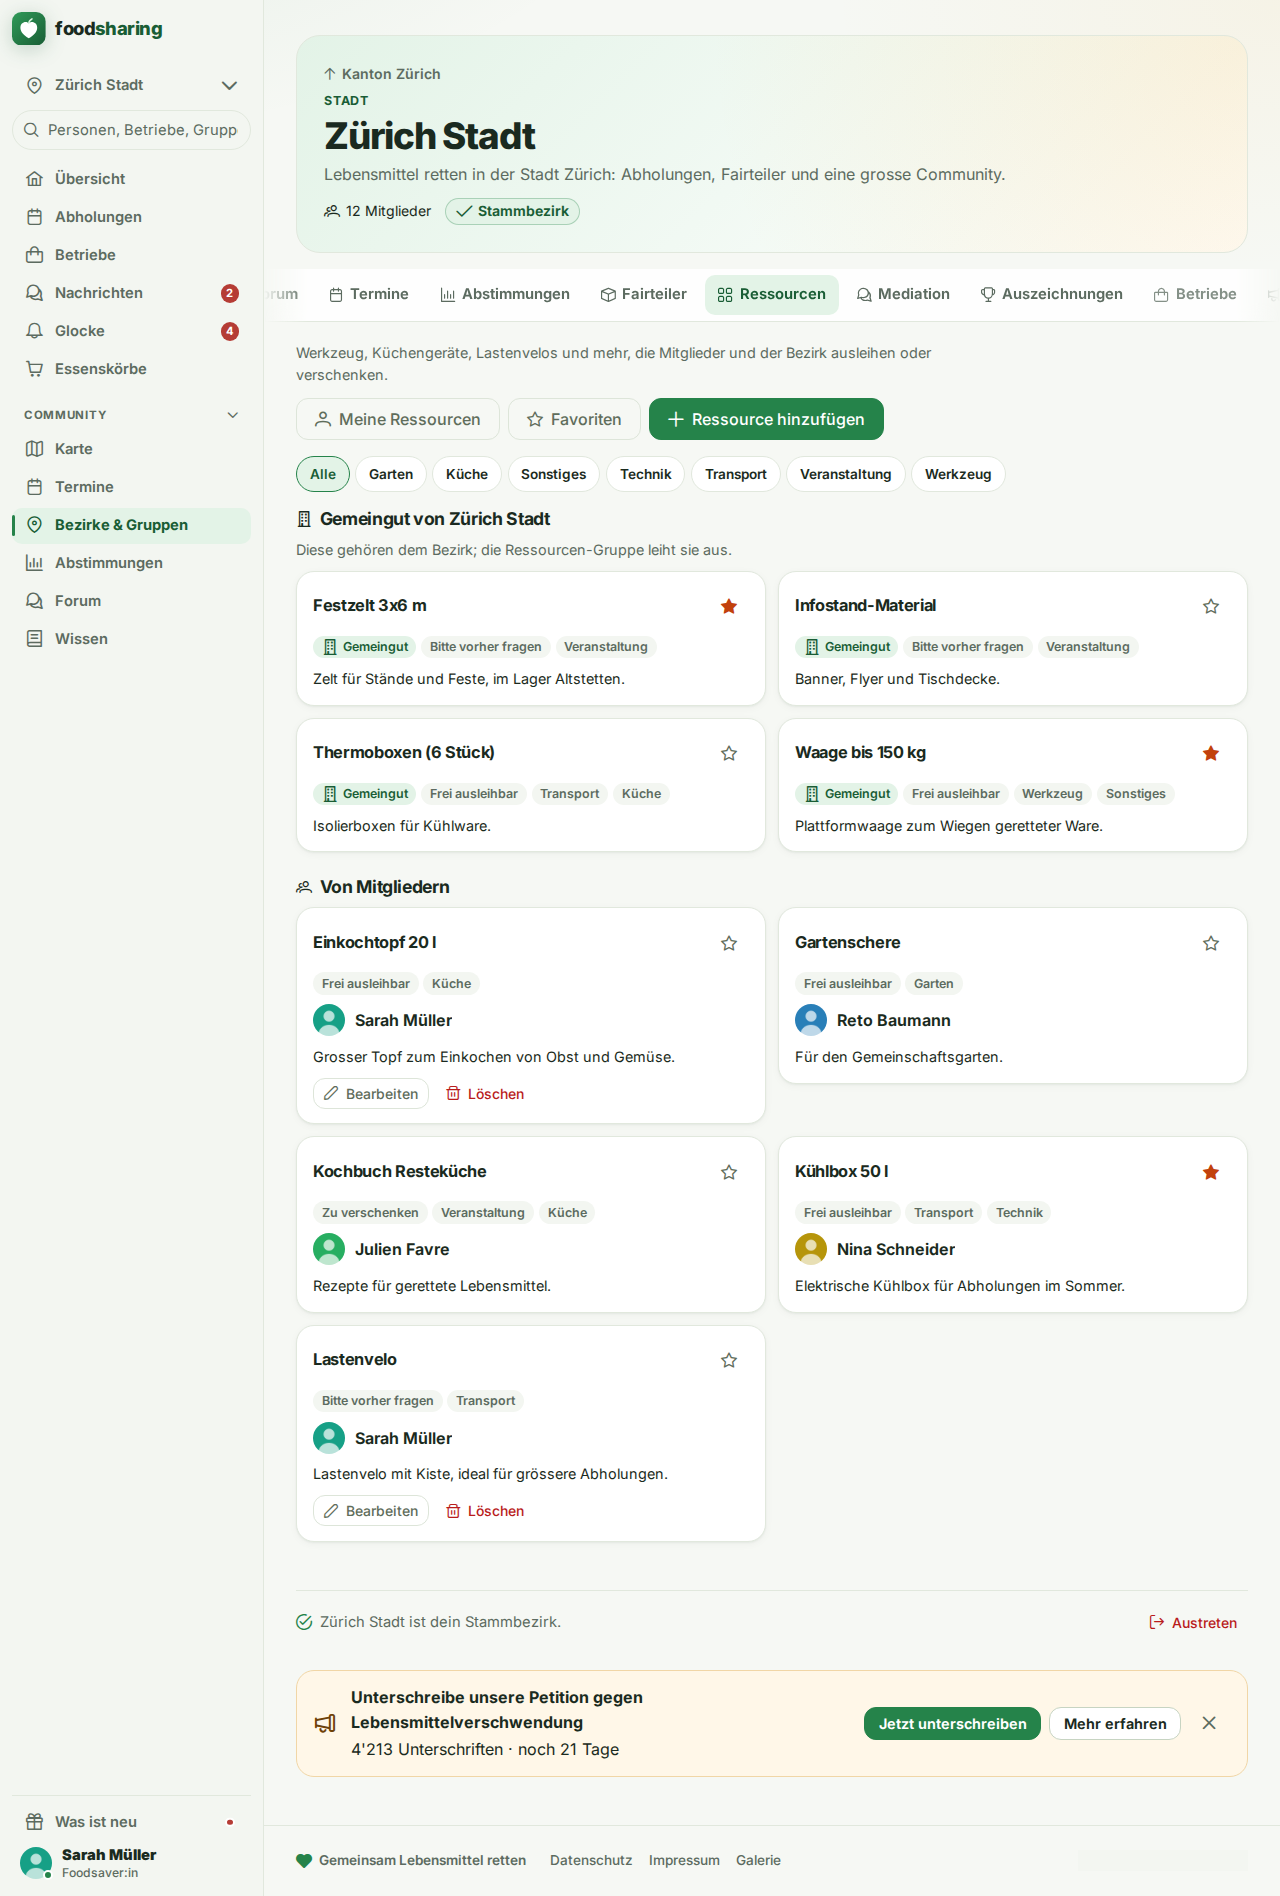 foodsharing
Zürich Stadt
Personen, Betriebe, Grupp
Übersicht
Abholungen
Betriebe
Nachrichten 2
Glocke 4
Essenskörbe
COMMUNITY
Karte
Termine
Bezirke & Gruppen
Abstimmungen
Forum
Wissen
Was ist neu
Sarah Müller
Foodsaver:in
Kanton Zürich
STADT
Zürich Stadt
Lebensmittel retten in der Stadt Zürich: Abholungen, Fairteiler und eine grosse Community.
12 Mitglieder Stammbezirk
rum Termine Abstimmungen Fairteiler Ressourcen Mediation Auszeichnungen Betriebe
Werkzeug, Küchengeräte, Lastenvelos und mehr, die Mitglieder und der Bezirk ausleihen oder
verschenken.
Meine Ressourcen Favoriten Ressource hinzufügen
Alle Garten Küche Sonstiges Technik Transport Veranstaltung Werkzeug
Gemeingut von Zürich Stadt
Diese gehören dem Bezirk; die Ressourcen-Gruppe leiht sie aus.
Festzelt 3x6 m
Gemeingut Bitte vorher fragen Veranstaltung
Zelt für Stände und Feste, im Lager Altstetten.
Infostand-Material
Gemeingut Bitte vorher fragen Veranstaltung
Banner, Flyer und Tischdecke.
Thermoboxen (6 Stück)
Gemeingut Frei ausleihbar Transport Küche
Isolierboxen für Kühlware.
Waage bis 150 kg
Gemeingut Frei ausleihbar Werkzeug Sonstiges
Plattformwaage zum Wiegen geretteter Ware.
Von Mitgliedern
Einkochtopf 20 l
Frei ausleihbar Küche
Sarah Müller
Grosser Topf zum Einkochen von Obst und Gemüse.
Bearbeiten Löschen
Gartenschere
Frei ausleihbar Garten
Reto Baumann
Für den Gemeinschaftsgarten.
Kochbuch Resteküche
Zu verschenken Veranstaltung Küche
Julien Favre
Rezepte für gerettete Lebensmittel.
Kühlbox 50 l
Frei ausleihbar Transport Technik
Nina Schneider
Elektrische Kühlbox für Abholungen im Sommer.
Lastenvelo
Bitte vorher fragen Transport
Sarah Müller
Lastenvelo mit Kiste, ideal für grössere Abholungen.
Bearbeiten Löschen
Zürich Stadt ist dein Stammbezirk. Austreten
Unterschreibe unsere Petition gegen
Lebensmittelverschwendung
4'213 Unterschriften · noch 21 Tage
Jetzt unterschreiben Mehr erfahren
Gemeinsam Lebensmittel retten Datenschutz Impressum Galerie